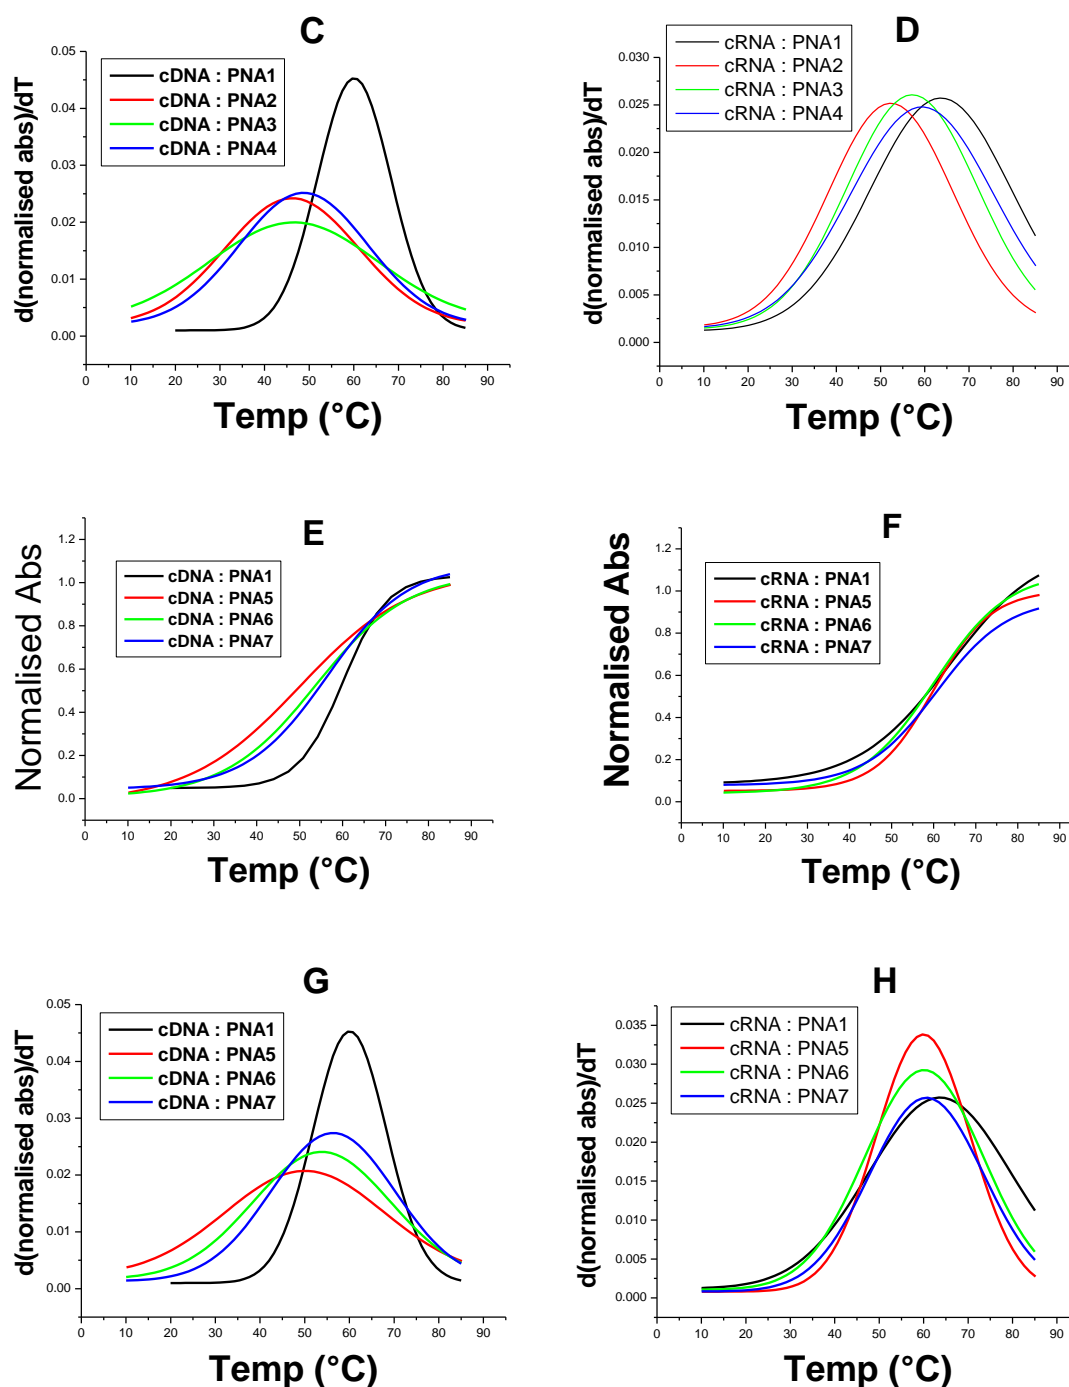 C
d(normalised abs)/dT
0.05
0.04
0.03
0.02
0.01
0.00
cDNA : PNA1
cDNA : PNA2
cDNA : PNA3
cDNA : PNA4
0 10 20 30 40 50 60 70 80 90
Temp (°C)
D
d(normalised abs)/dT
0.030
0.025
0.020
0.015
0.010
0.005
0.000
cRNA : PNA1
cRNA : PNA2
cRNA : PNA3
cRNA : PNA4
0 10 20 30 40 50 60 70 80 90
Temp (°C)
E
Normalised Abs
1.2
1.0
0.8
0.6
0.4
0.2
0.0
cDNA : PNA1
cDNA : PNA5
cDNA : PNA6
cDNA : PNA7
0 10 20 30 40 50 60 70 80 90
Temp (°C)
F
Normalised Abs
1.2
1.0
0.8
0.6
0.4
0.2
0.0
cRNA : PNA1
cRNA : PNA5
cRNA : PNA6
cRNA : PNA7
0 10 20 30 40 50 60 70 80 90
Temp (°C)
G
d(normalised abs)/dT
0.05
0.04
0.03
0.02
0.01
0.00
cDNA : PNA1
cDNA : PNA5
cDNA : PNA6
cDNA : PNA7
0 10 20 30 40 50 60 70 80 90
Temp (°C)
H
d(normalised abs)/dT
0.035
0.030
0.025
0.020
0.015
0.010
0.005
0.000
cRNA : PNA1
cRNA : PNA5
cRNA : PNA6
cRNA : PNA7
0 10 20 30 40 50 60 70 80 90
Temp (°C)